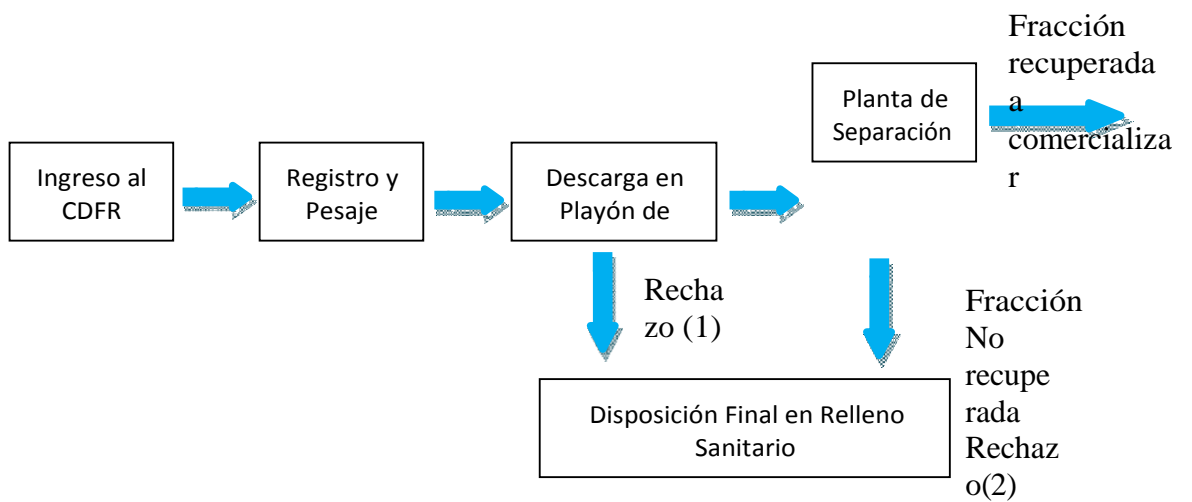 Ingreso al
CDFR
Registro y
Pesaje
Descarga en
Playón de
Planta de
Separación
Fracción
recuperada
a
comercializa
r
Recha
zo (1)
Fracción
No
recupe
rada
Rechaz
o(2)
Disposición Final en Relleno
Sanitario